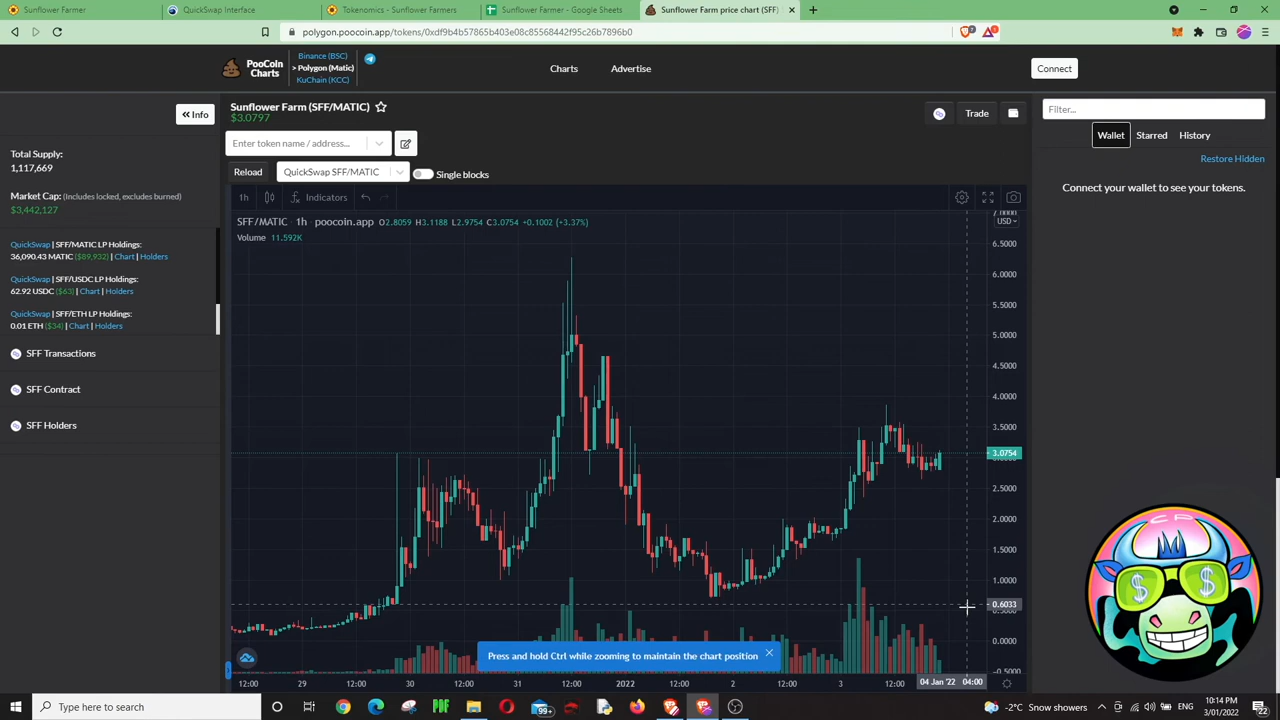 Sunflower Farmer
QuickSwap Interface
Tokenomics - Sunflower Farmers
Sunflower Farmer - Google Sheets
Sunflower Farm price chart (SFF)
polygon.poocoin.app/tokens/0xdf9b4b57865b403e08c85568442f95c26b7896b0
PooCoin
Charts
Binance (BSC)
> Polygon (Matic)
KuChain (KCC)
Charts
Advertise
Connect
Info
Total Supply:
1,117,669
Market Cap: (Includes locked, excludes burned)
$3,442,127
QuickSwap | SFF/MATIC LP Holdings:
36,090.43 MATIC ($89,932) | Chart | Holders
QuickSwap | SFF/USDC LP Holdings:
62.92 USDC ($63) | Chart | Holders
QuickSwap | SFF/ETH LP Holdings:
0.01 ETH ($34) | Chart | Holders
SFF Transactions
SFF Contract
SFF Holders
Sunflower Farm (SFF/MATIC)
$3.0797
Trade
Enter token name / address...
Reload
QuickSwap SFF/MATIC
Single blocks
1h
Indicators
SFF/MATIC · 1h · poocoin.app O2.8059 H3.1188 L2.9754 C3.0754 +0.1002 (+3.37%)
Volume 11.592K
USD
6.5000
6.0000
5.5000
5.0000
4.5000
4.0000
3.5000
3.0754
2.5000
2.0000
1.5000
1.0000
0.6033
0.0000
-0.5000
Press and hold Ctrl while zooming to maintain the chart position
12:00
29
12:00
30
12:00
31
12:00
2022
12:00
2
12:00
3
12:00
04 Jan '22 04:00
Filter...
Wallet
Starred
History
Restore Hidden
Connect your wallet to see your tokens.
CP
$ $
Type here to search
99+
-2°C Snow showers
10:14 PM
3/01/2022
22